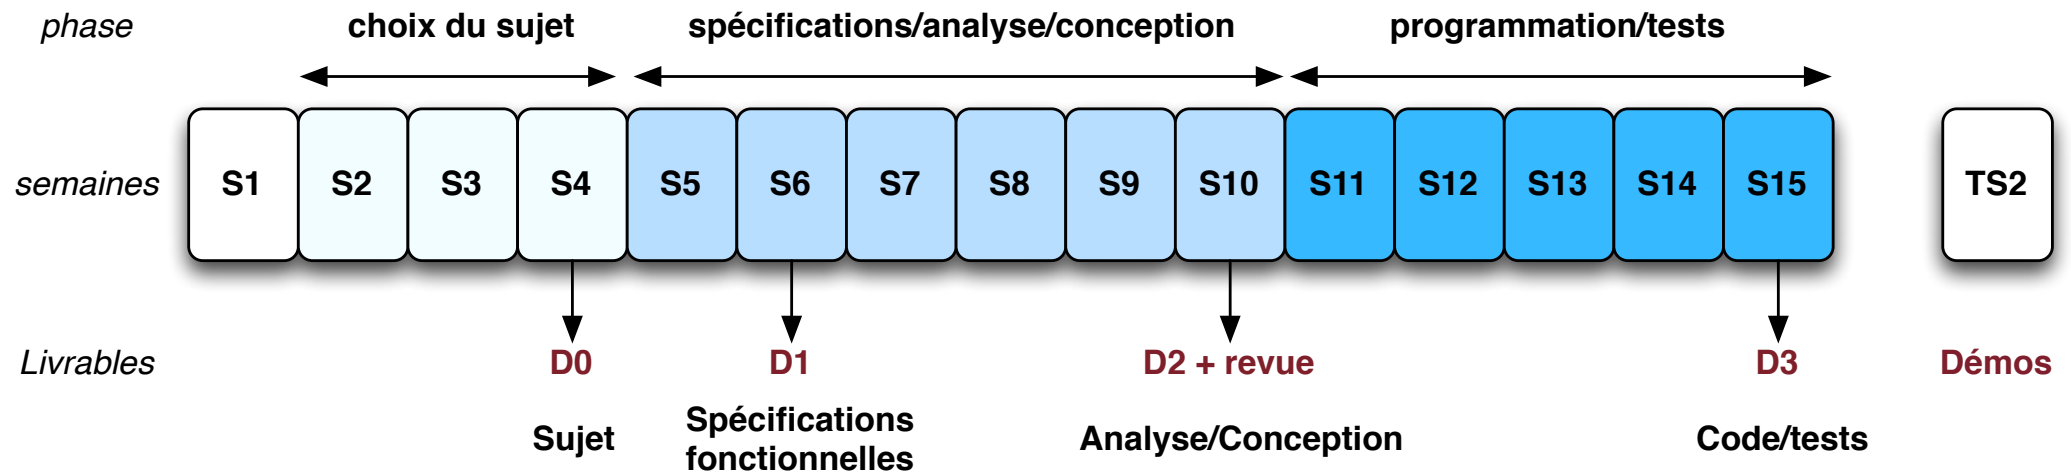 phase choix du sujet spécifications/analyse/conception programmation/tests
semaines S1 S2 S3 S4 S5 S6 S7 S8 S9 S10 S11 S12 S13 S14 S15 TS2
Livrables D0 D1 D2 + revue D3 Démos
Sujet Spécifications Analyse/Conception Code/tests
fonctionnelles